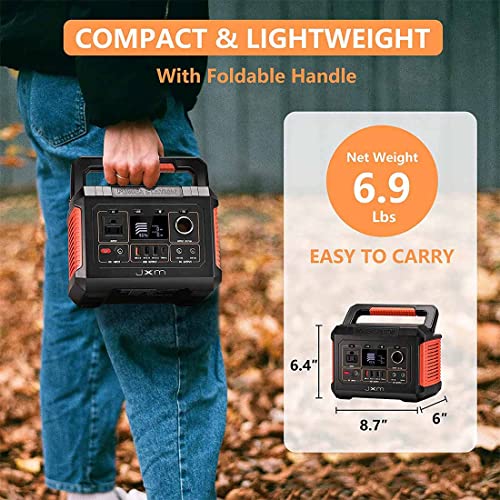 COMPACT & LIGHTWEIGHT
With Foldable Handle
Net Weight
6.9
Lbs
EASY TO CARRY
JXM
6.4"
JXM
8.7"
6"